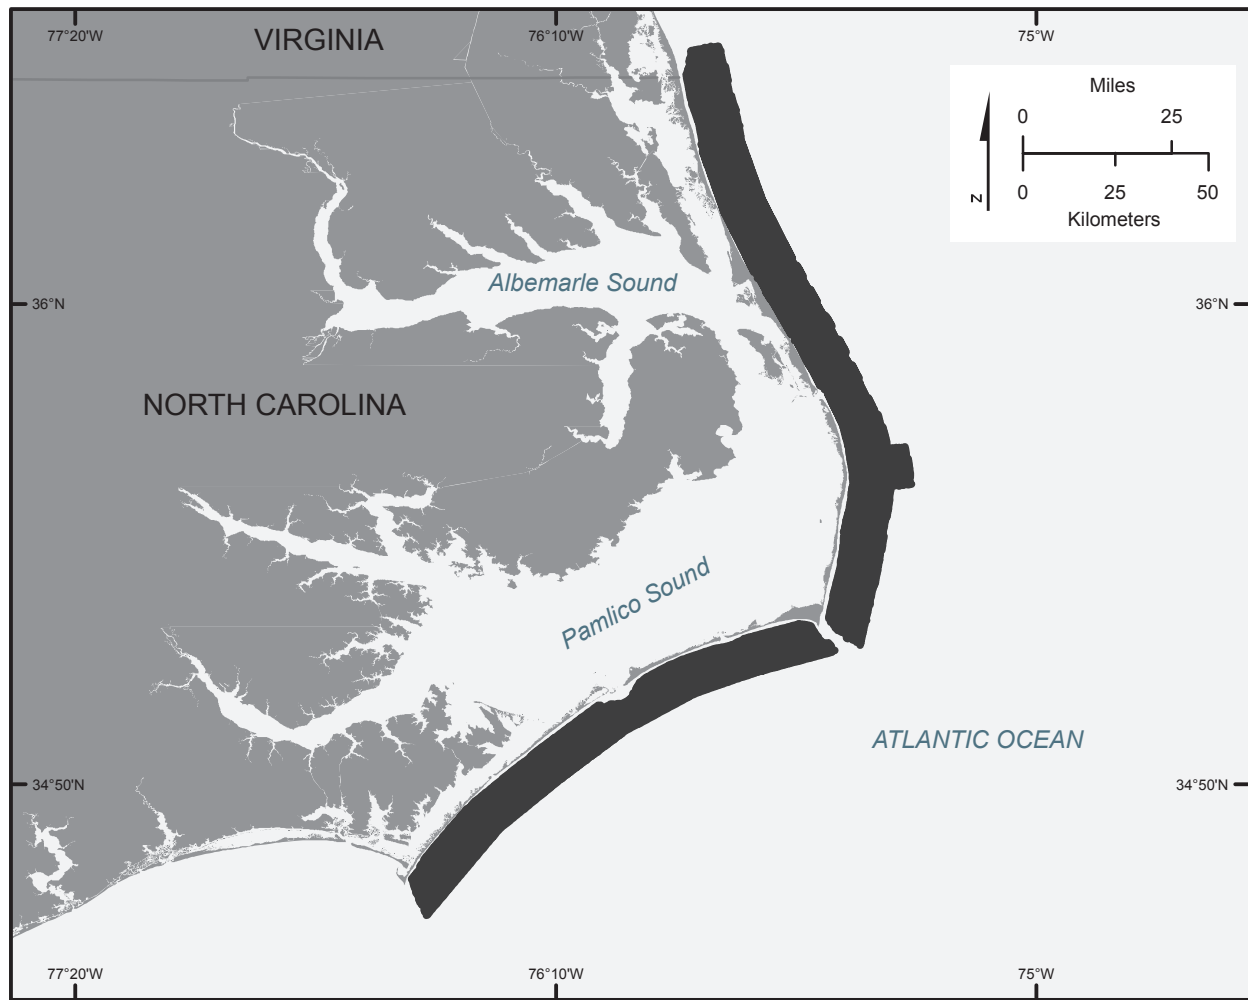 77°20'W
76°10'W
75°W
VIRGINIA
Miles
0 25
0 25 50
Kilometers
N
Albemarle Sound
36°N
36°N
NORTH CAROLINA
Pamlico Sound
ATLANTIC OCEAN
34°50'N
34°50'N
77°20'W
76°10'W
75°W